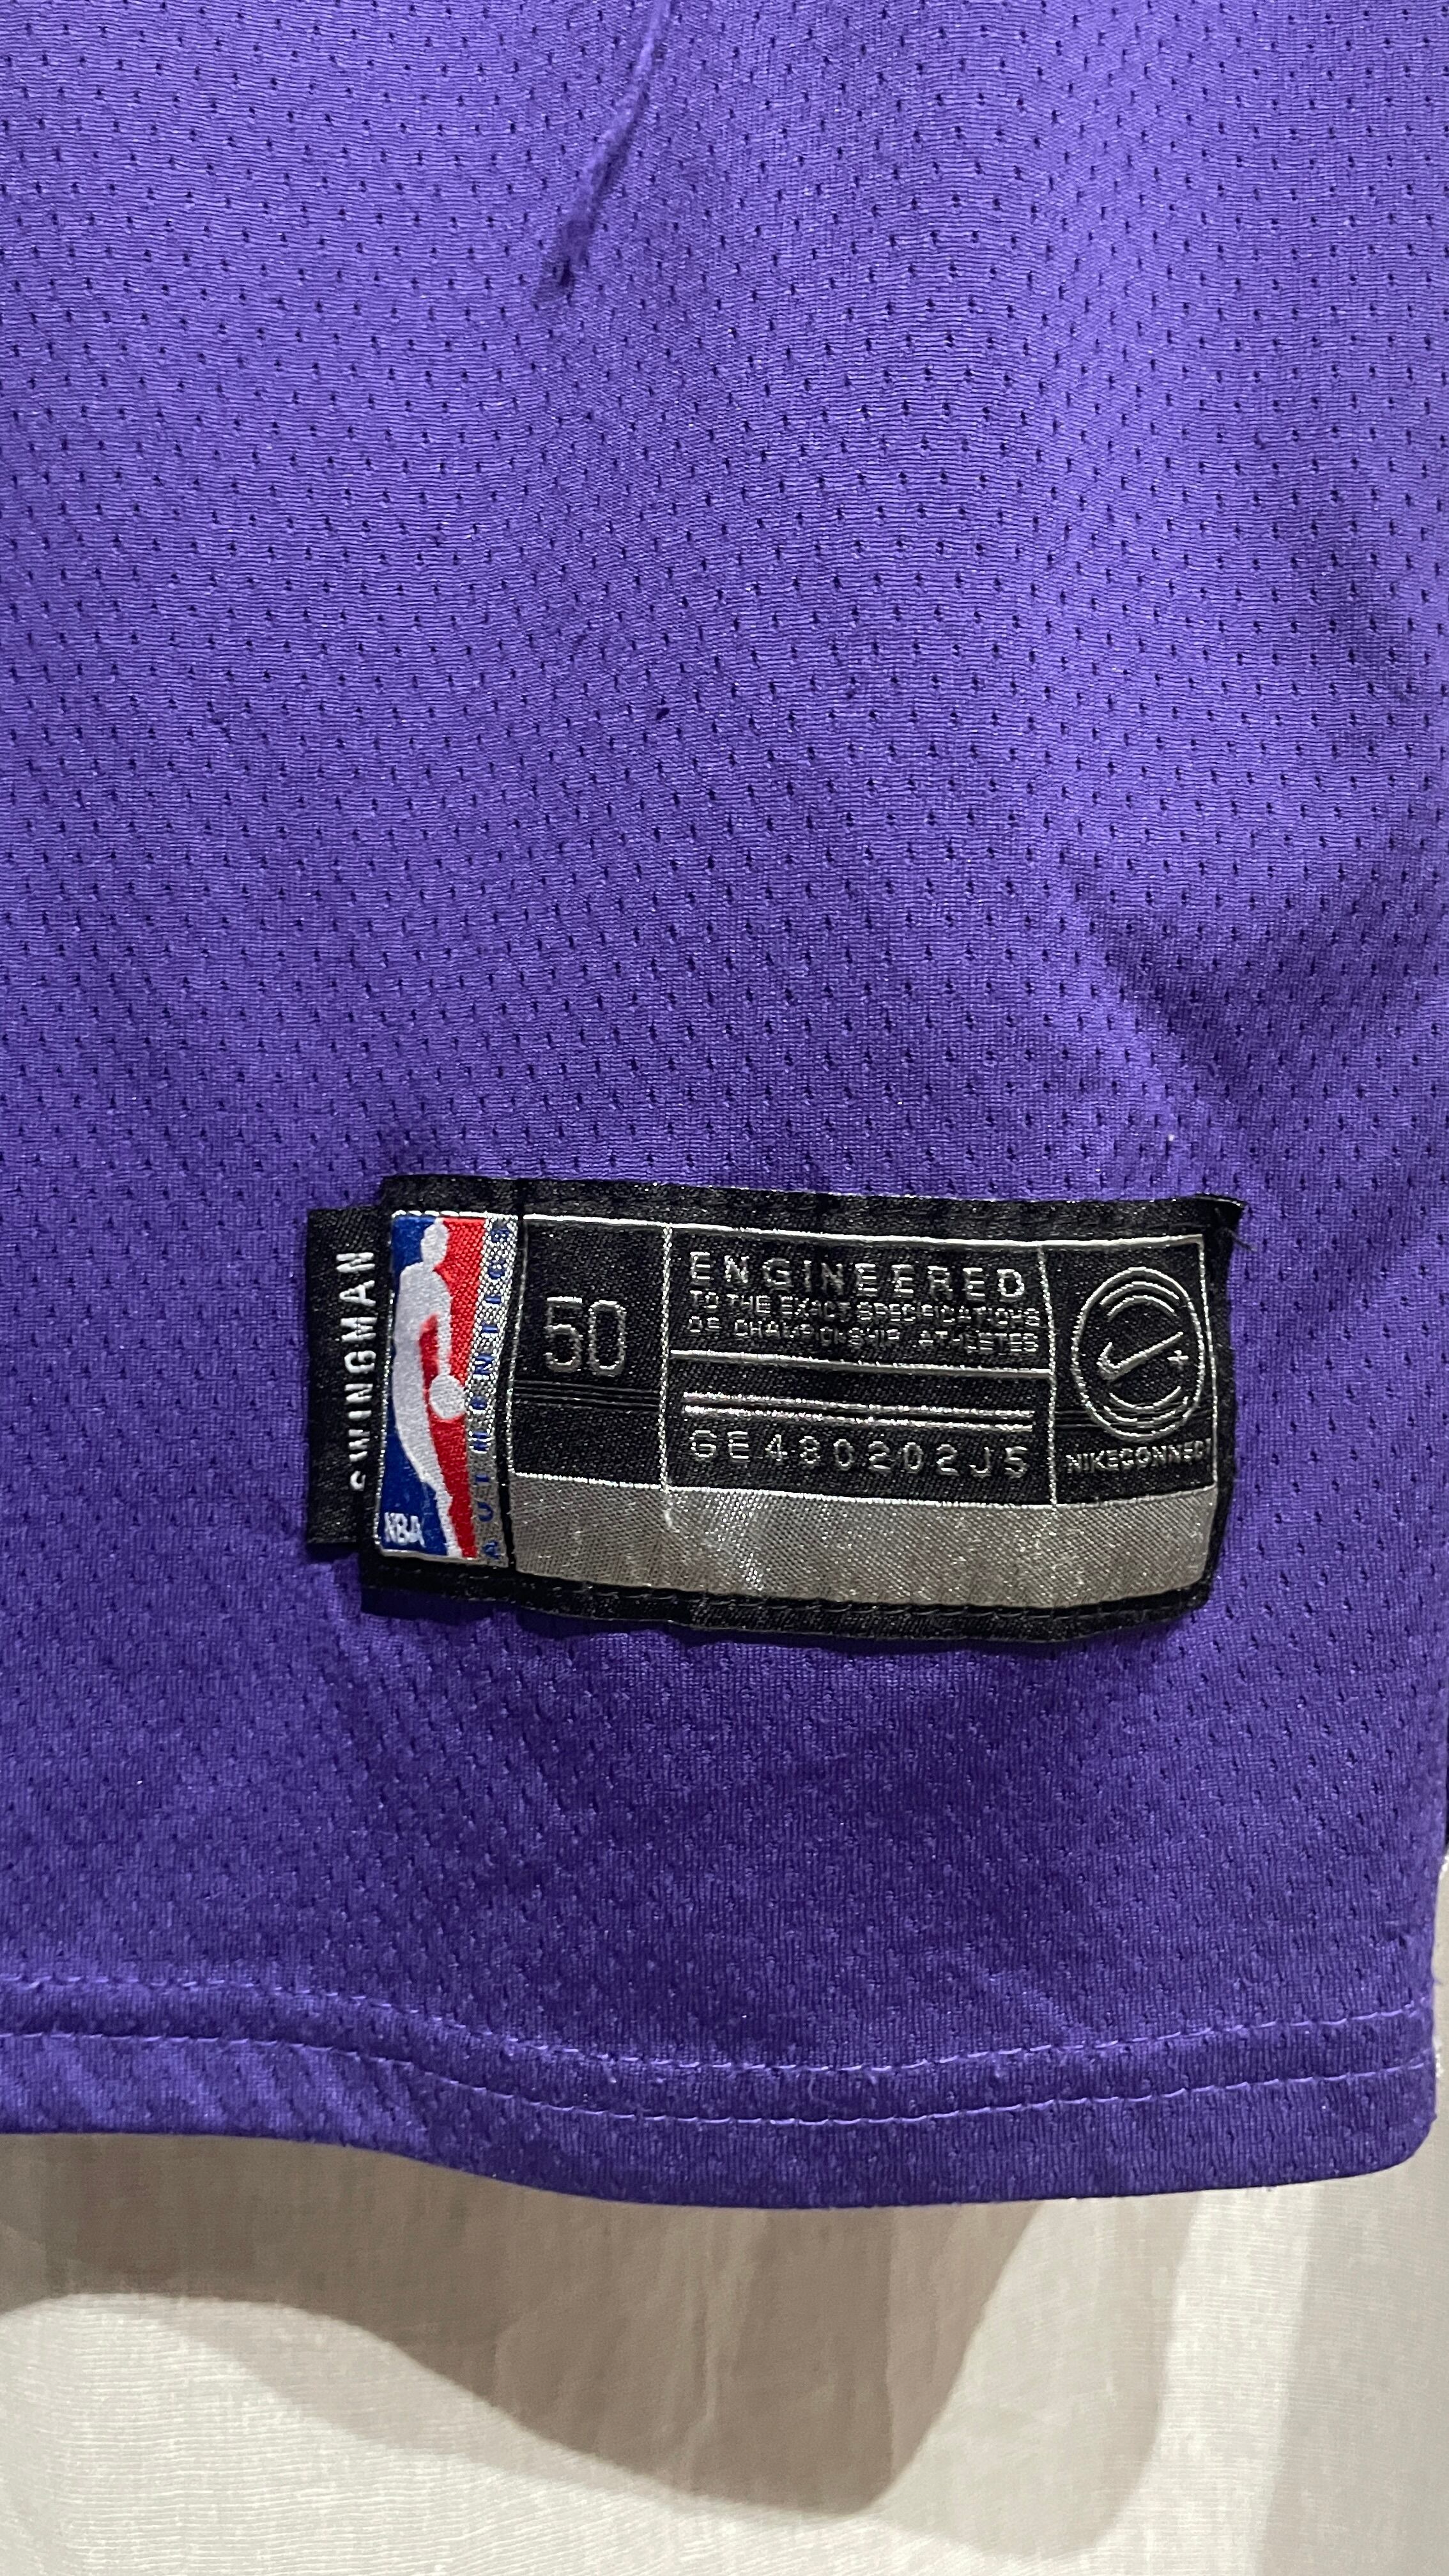 SWINGMAN
NBA
AUTHENTICS
50
ENGINEERED
TO THE EXACT SPECIFICATIONS
OF CHAMPIONSHIP ATHLETES
GE480202J5
NIKECONNECT